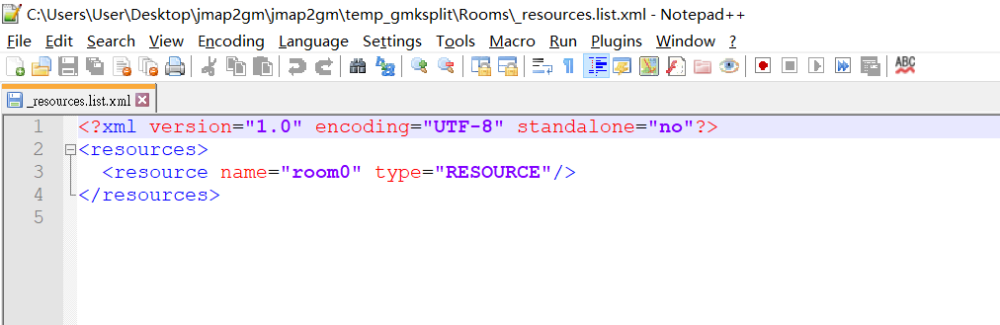 C:\Users\User\Desktop\jmap2gm\jmap2gm\temp_gmksplit\Rooms\_resources.list.xml - Notepad++
File Edit Search View Encoding Language Settings Tools Macro Run Plugins Window ?
ABC
_resources.list.xml
1 <?xml version="1.0" encoding="UTF-8" standalone="no"?>
2 <resources>
3 <resource name="room0" type="RESOURCE"/>
4 </resources>
5